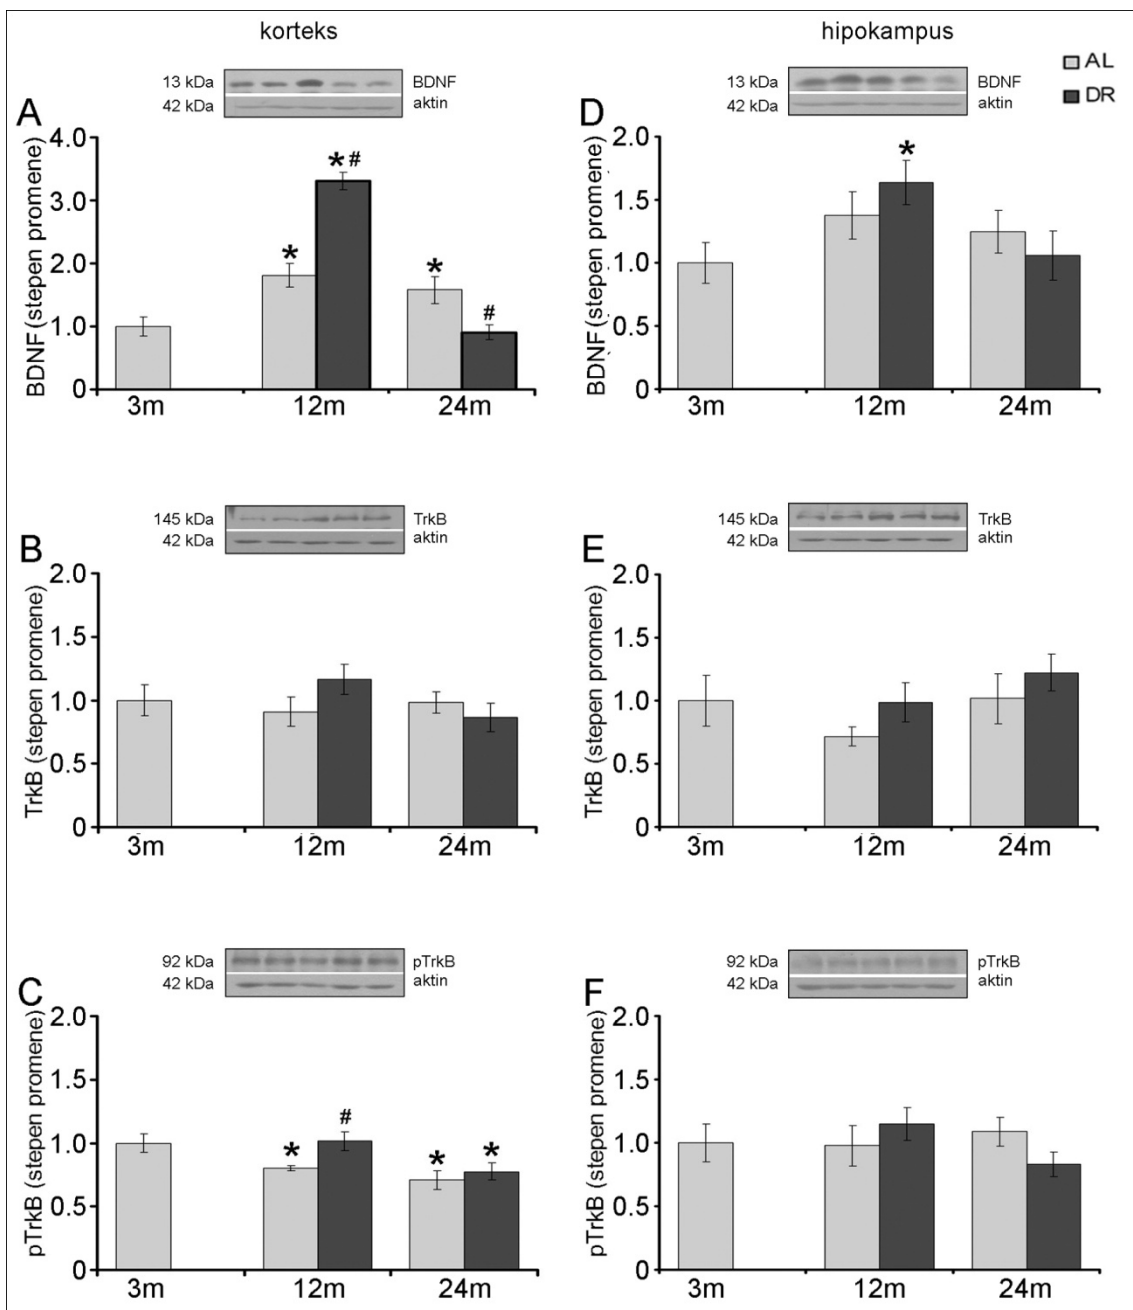 korteks
hipokampus
AL
DR
13 kDa BDNF
42 kDa aktin
A
BDNF (stepen promene)
4.0
3.0
2.0
1.0
0
* *# * #
3m 12m 24m
13 kDa BDNF
42 kDa aktin
D
BDNF (stepen promene)
2.0
1.5
1.0
0.5
0
*
3m 12m 24m
145 kDa TrkB
42 kDa aktin
B
TrkB (stepen promene)
2.0
1.5
1.0
0.5
0
3m 12m 24m
145 kDa TrkB
42 kDa aktin
E
TrkB (stepen promene)
2.0
1.5
1.0
0.5
0
3m 12m 24m
92 kDa pTrkB
42 kDa aktin
C
pTrkB (stepen promene)
2.0
1.5
1.0
0.5
0
* # * *
3m 12m 24m
92 kDa pTrkB
42 kDa aktin
F
pTrkB (stepen promene)
2.0
1.5
1.0
0.5
0
3m 12m 24m